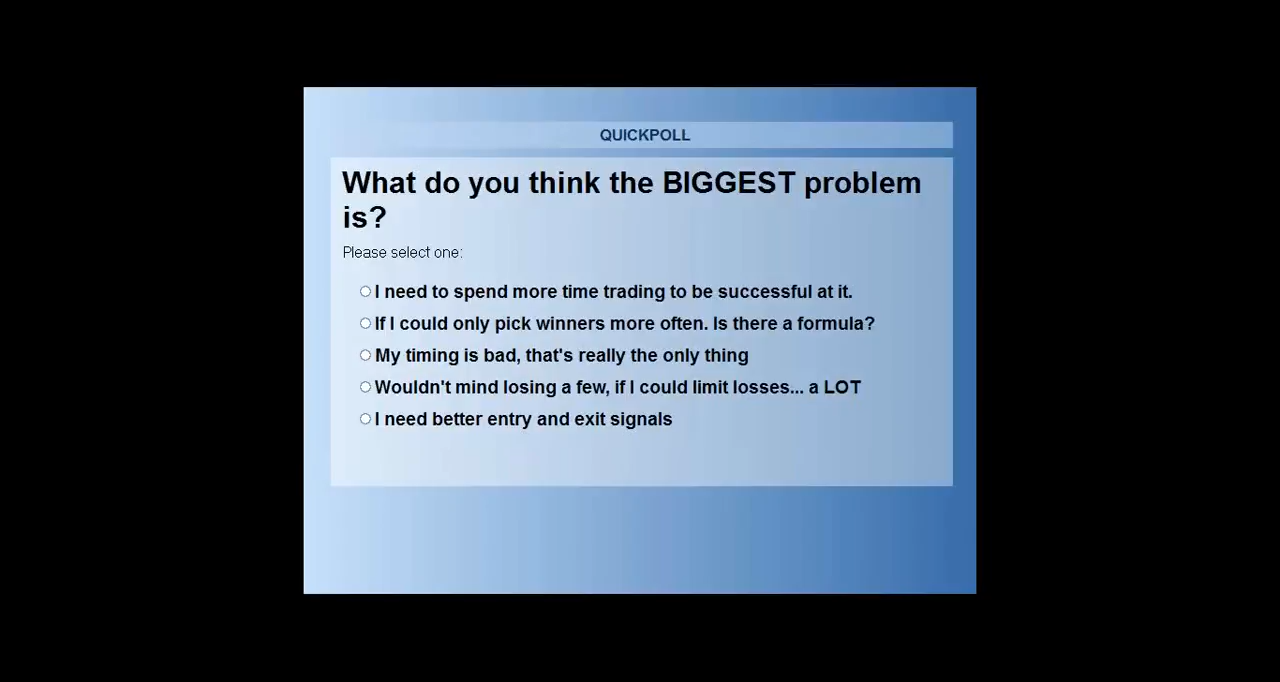 QUICKPOLL
What do you think the BIGGEST problem
is?
Please select one:
I need to spend more time trading to be successful at it.
If I could only pick winners more often. Is there a formula?
My timing is bad, that's really the only thing
Wouldn't mind losing a few, if I could limit losses... a LOT
I need better entry and exit signals